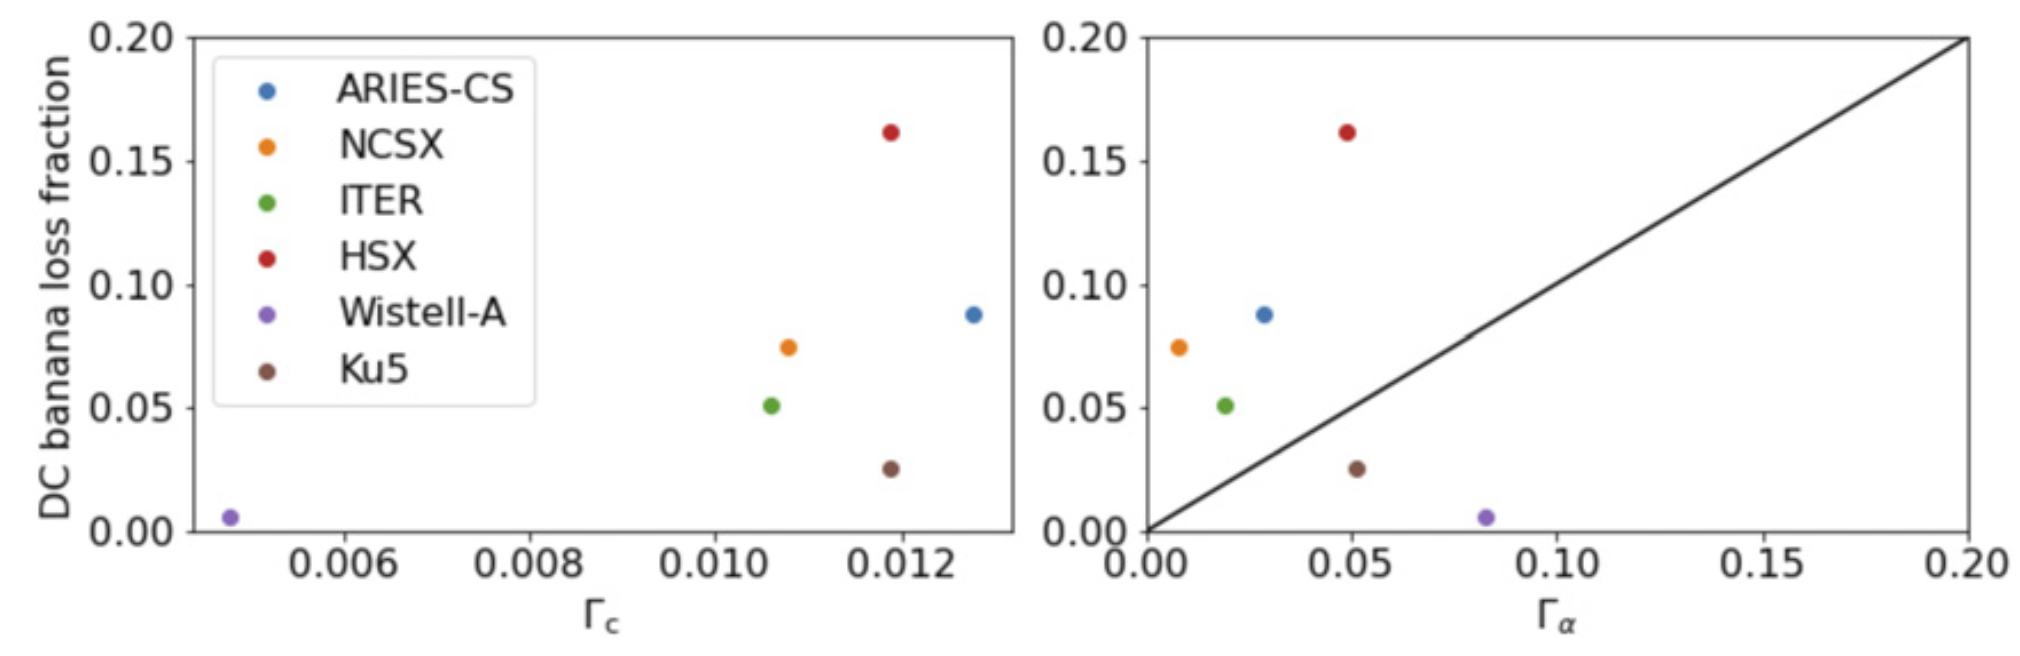 DC banana loss fraction
0.20
0.15
0.10
0.05
0.00
ARIES-CS
NCSX
ITER
HSX
Wistell-A
Ku5
0.006 0.008 0.010 0.012
Γc
0.20
0.15
0.10
0.05
0.00
0.00 0.05 0.10 0.15 0.20
Γα